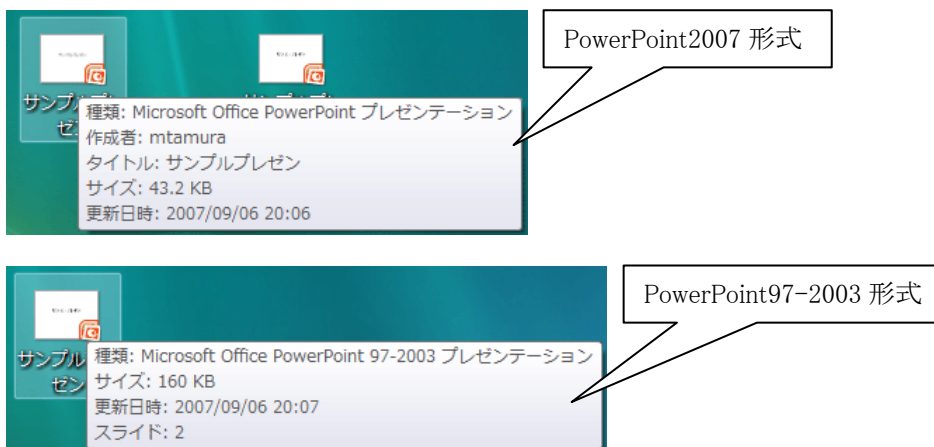 PowerPoint2007 形式
サンプルプ
ゼ
種類: Microsoft Office PowerPoint プレゼンテーション
作成者: mtamura
タイトル: サンプルプレゼン
サイズ: 43.2 KB
更新日時: 2007/09/06 20:06
PowerPoint97-2003 形式
サンプル
ゼン
種類: Microsoft Office PowerPoint 97-2003 プレゼンテーション
サイズ: 160 KB
更新日時: 2007/09/06 20:07
スライド: 2